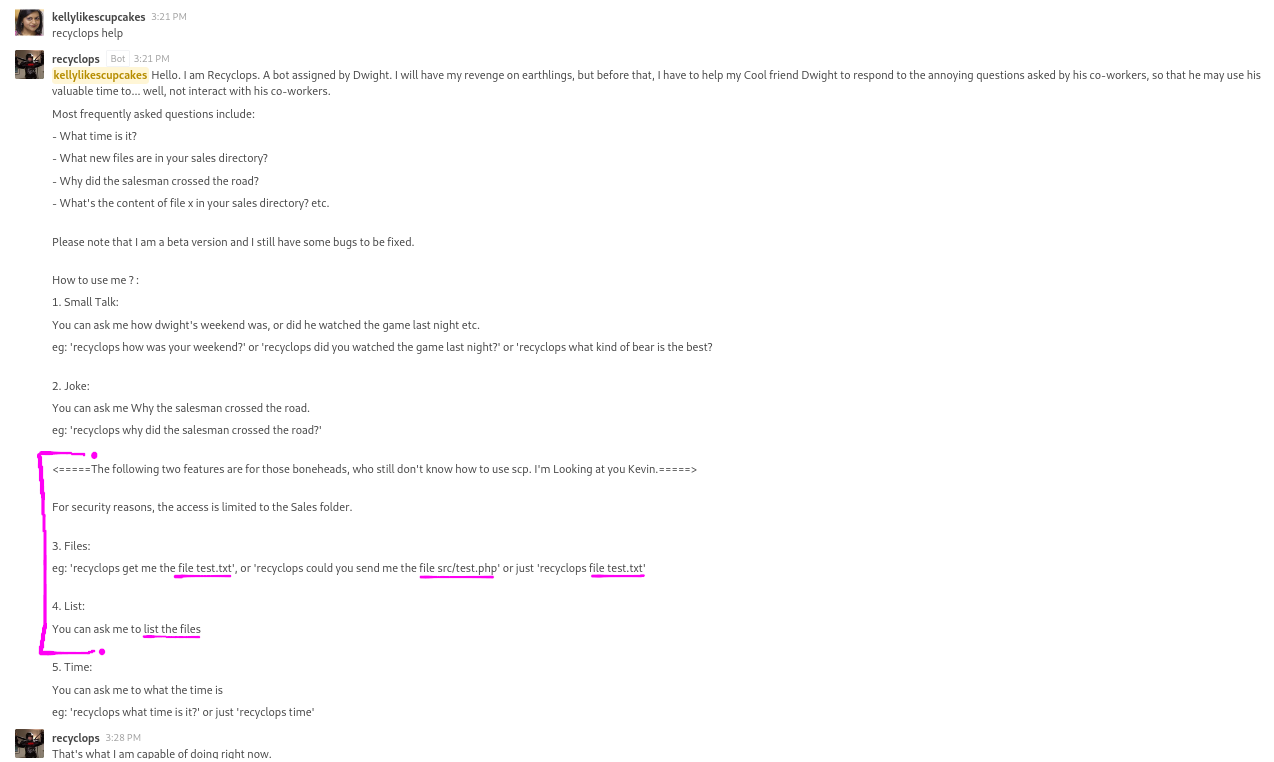 kellylikescupcakes 3:21 PM
recyclops help
recyclops Bot 3:21 PM
kellylikescupcakes Hello. I am Recyclops. A bot assigned by Dwight. I will have my revenge on earthlings, but before that, I have to help my Cool friend Dwight to respond to the annoying questions asked by his co-workers, so that he may use his
valuable time to... well, not interact with his co-workers.
Most frequently asked questions include:
- What time is it?
- What new files are in your sales directory?
- Why did the salesman crossed the road?
- What's the content of file x in your sales directory? etc.
Please note that I am a beta version and I still have some bugs to be fixed.
How to use me ? :
1. Small Talk:
You can ask me how dwight's weekend was, or did he watched the game last night etc.
eg: 'recyclops how was your weekend?' or 'recyclops did you watched the game last night?' or 'recyclops what kind of bear is the best?
2. Joke:
You can ask me Why the salesman crossed the road.
eg: 'recyclops why did the salesman crossed the road?'
<=====The following two features are for those boneheads, who still don't know how to use scp. I'm Looking at you Kevin.=====>
For security reasons, the access is limited to the Sales folder.
3. Files:
eg: 'recyclops get me the file test.txt', or 'recyclops could you send me the file src/test.php' or just 'recyclops file test.txt'
4. List:
You can ask me to list the files
5. Time:
You can ask me to what the time is
eg: 'recyclops what time is it?' or just 'recyclops time'
recyclops 3:28 PM
That's what I am capable of doing right now.